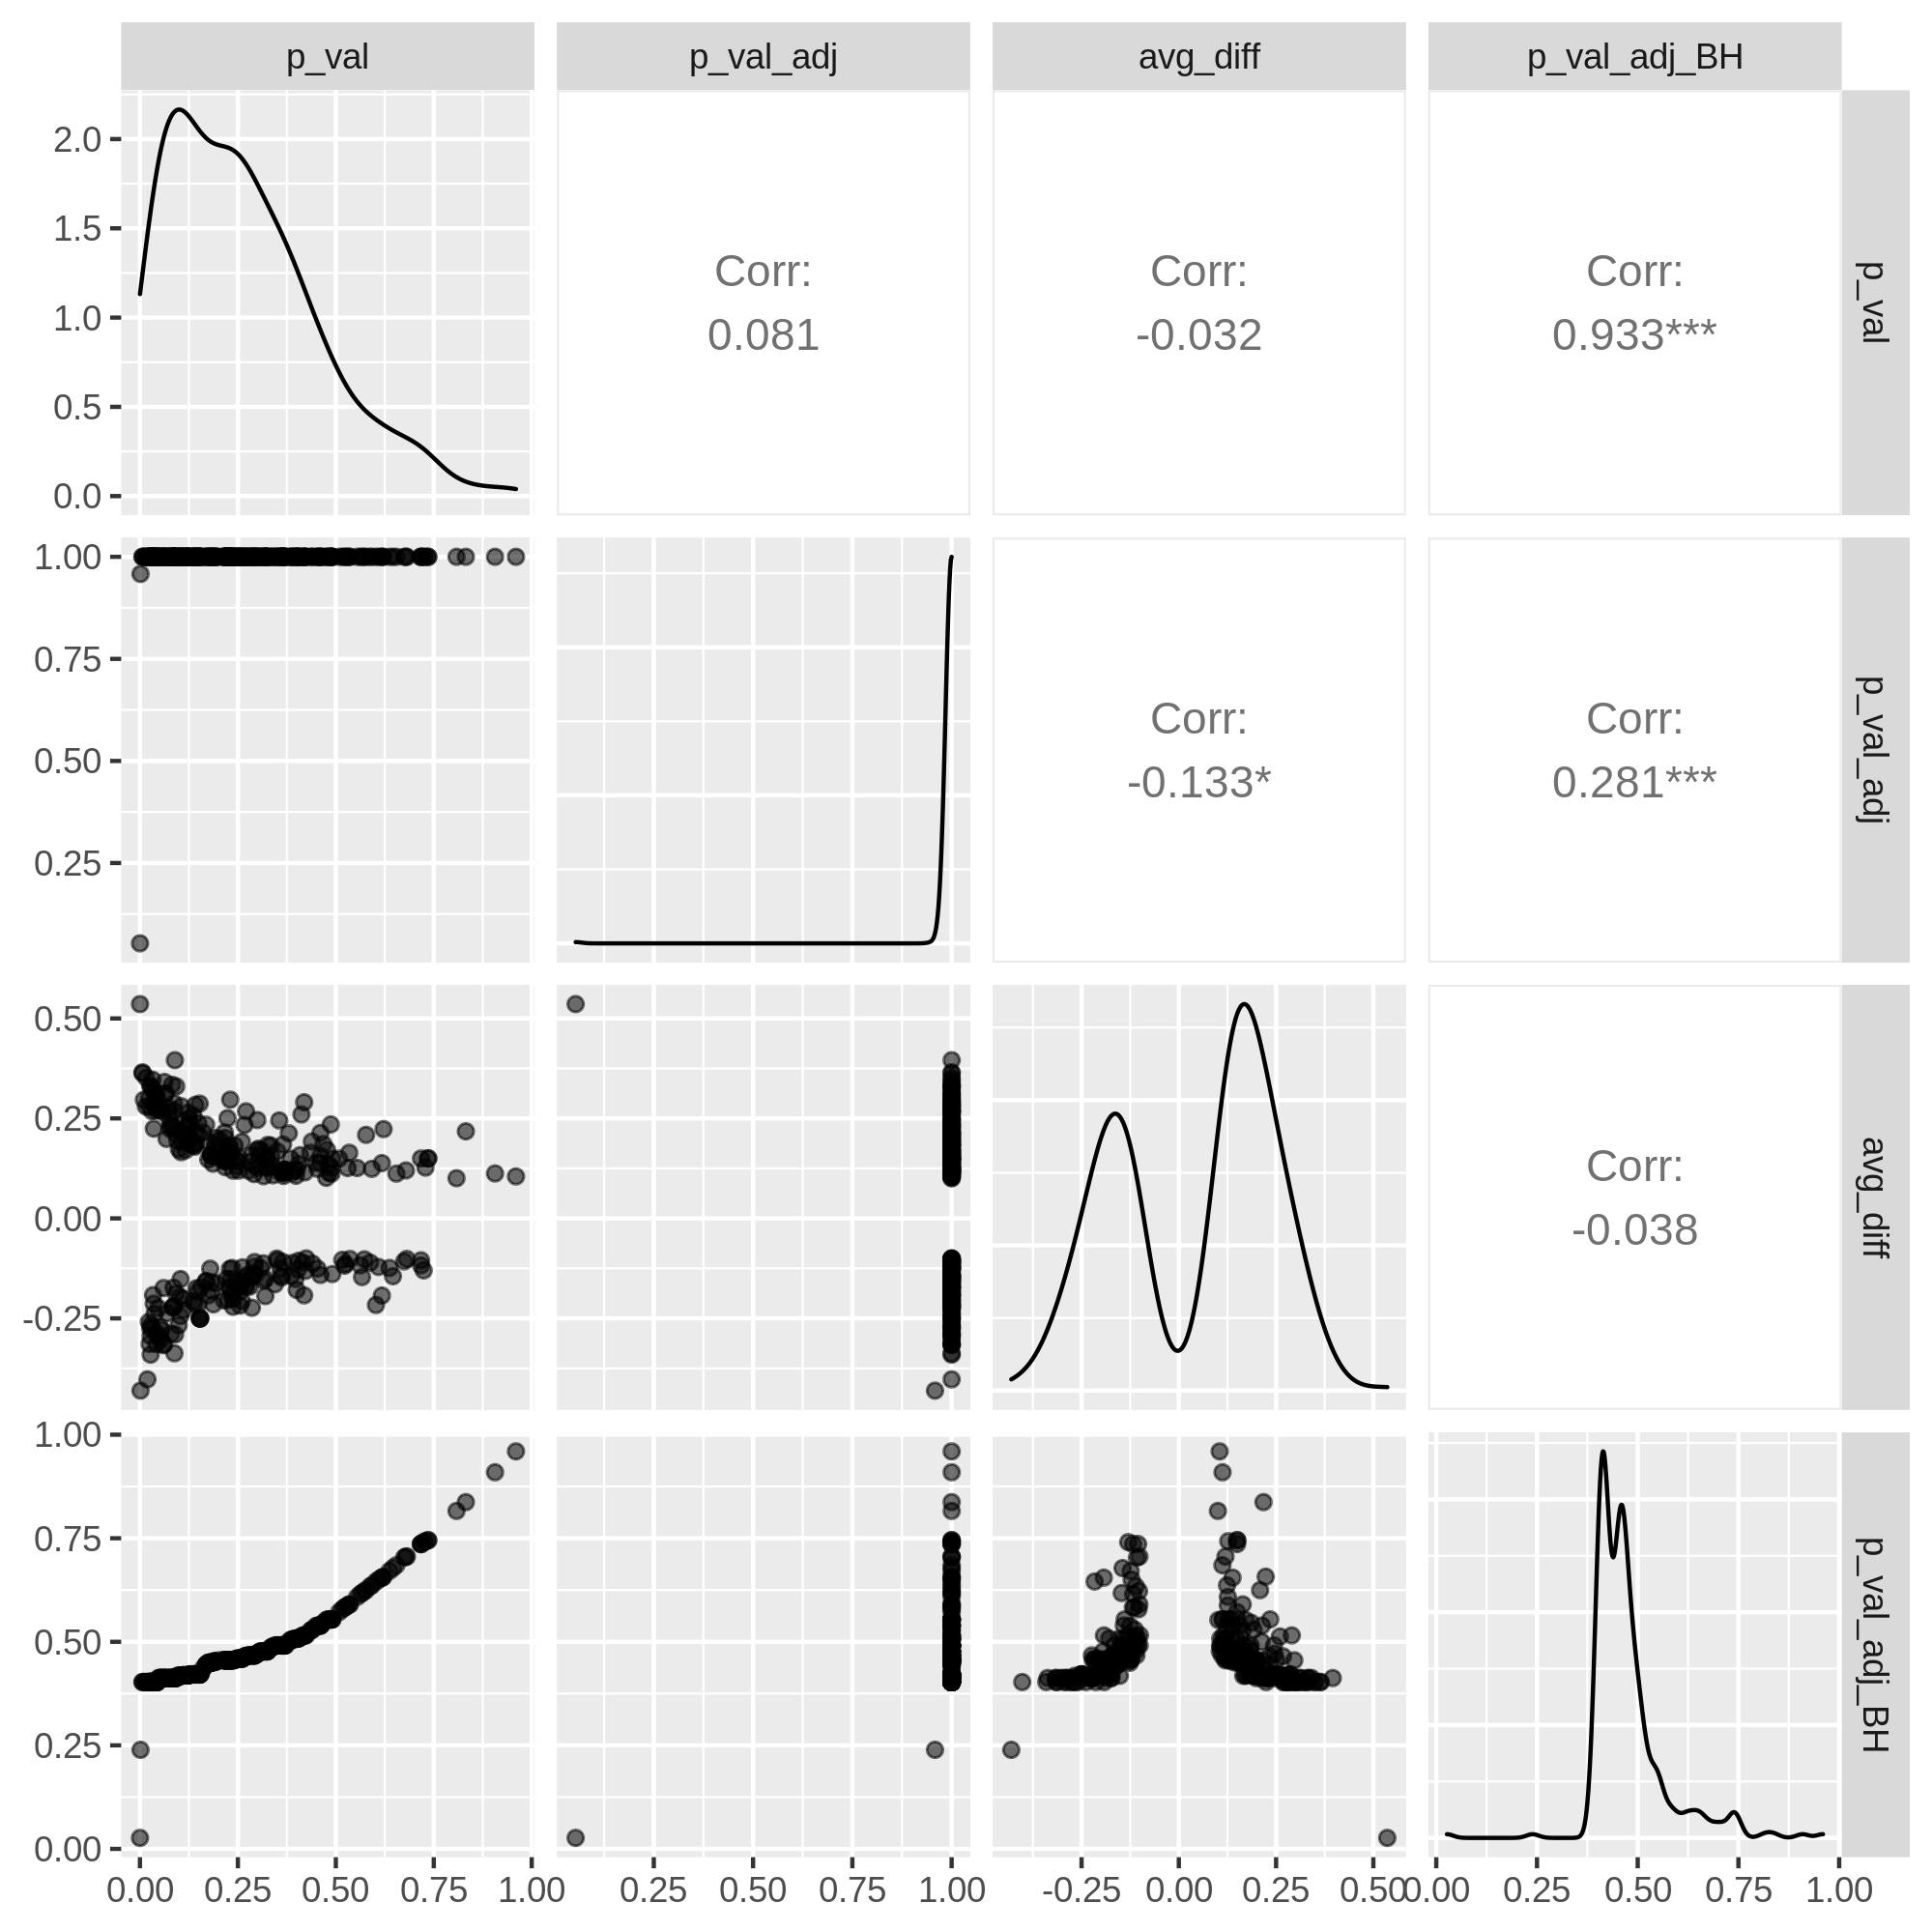 p_val p_val_adj avg_diff p_val_adj_BH
2.0
1.5
1.0
0.5
0.0
Corr:
0.081
Corr:
-0.032
Corr:
0.933***
p_val
1.00
0.75
0.50
0.25
Corr:
-0.133*
Corr:
0.281***
p_val_adj
0.50
0.25
0.00
-0.25
Corr:
-0.038
avg_diff
1.00
0.75
0.50
0.25
0.00
p_val_adj_BH
0.00 0.25 0.50 0.75 1.00
0.25 0.50 0.75 1.00
-0.25 0.00 0.25 0.50
0.00 0.25 0.50 0.75 1.00